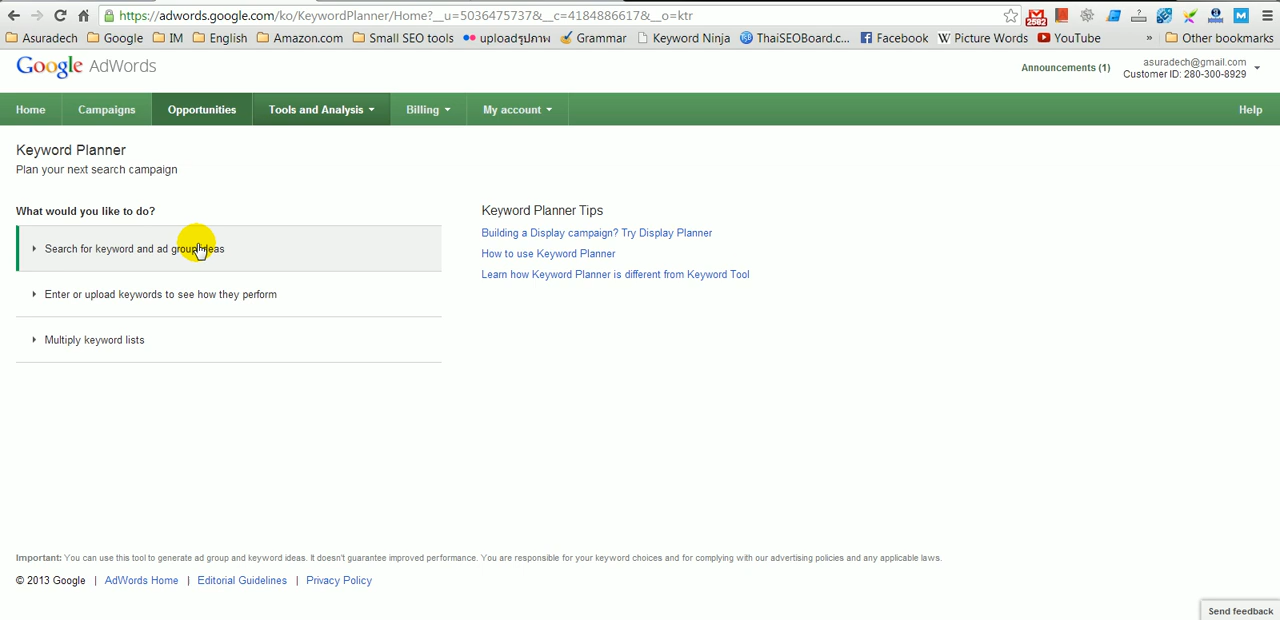 https://adwords.google.com/ko/KeywordPlanner/Home?__u=5036475737&__c=4184886617&__o=ktr
2582
Asuradech Google IM English Amazon.com Small SEO tools uploadรูปภาพ Grammar Keyword Ninja ThaiSEOBoard.c... Facebook Picture Words YouTube » Other bookmarks
Google AdWords
Announcements (1)
asuradech@gmail.com
Customer ID: 280-300-8929
Home Campaigns Opportunities Tools and Analysis Billing My account Help
Keyword Planner
Plan your next search campaign
What would you like to do?
Search for keyword and ad group ideas
Enter or upload keywords to see how they perform
Multiply keyword lists
Keyword Planner Tips
Building a Display campaign? Try Display Planner
How to use Keyword Planner
Learn how Keyword Planner is different from Keyword Tool
Important: You can use this tool to generate ad group and keyword ideas. It doesn't guarantee improved performance. You are responsible for your keyword choices and for complying with our advertising policies and any applicable laws.
© 2013 Google | AdWords Home | Editorial Guidelines | Privacy Policy
Send feedback